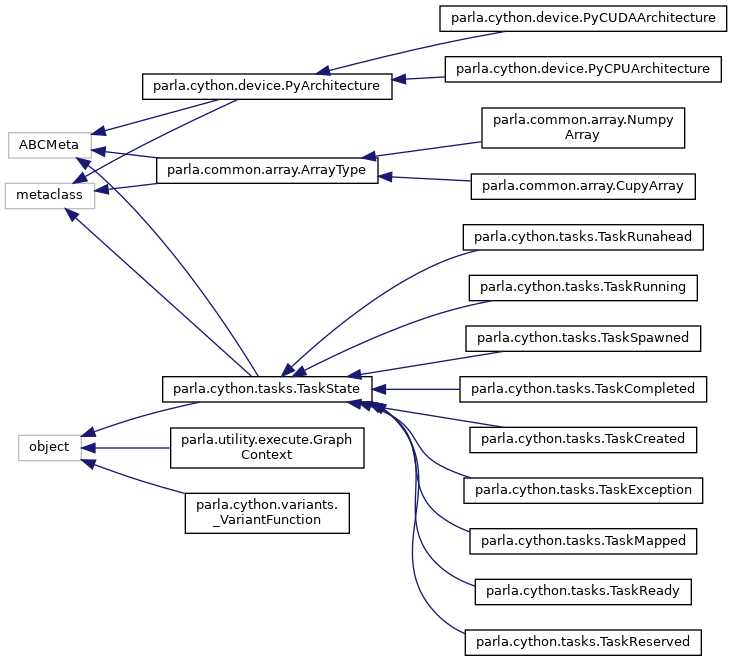 parla.cython.device.PyCUDAArchitecture
parla.cython.device.PyCPUArchitecture
parla.cython.device.PyArchitecture
parla.common.array.Numpy
Array
ABCMeta
parla.common.array.ArrayType
parla.common.array.CupyArray
metaclass
parla.cython.tasks.TaskRunahead
parla.cython.tasks.TaskRunning
parla.cython.tasks.TaskSpawned
parla.cython.tasks.TaskState
parla.cython.tasks.TaskCompleted
parla.cython.tasks.TaskCreated
object
parla.utility.execute.Graph
Context
parla.cython.tasks.TaskException
parla.cython.variants.
_VariantFunction
parla.cython.tasks.TaskMapped
parla.cython.tasks.TaskReady
parla.cython.tasks.TaskReserved